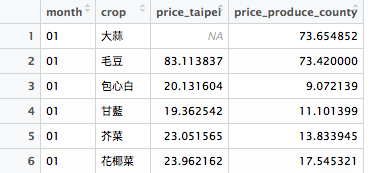 month crop price_taipei price_produce_county
1 01 大蒜 NA 73.654852
2 01 毛豆 83.113837 73.420000
3 01 包心白 20.131604 9.072139
4 01 甘藍 19.362542 11.101399
5 01 芥菜 23.051565 13.833945
6 01 花椰菜 23.962162 17.545321